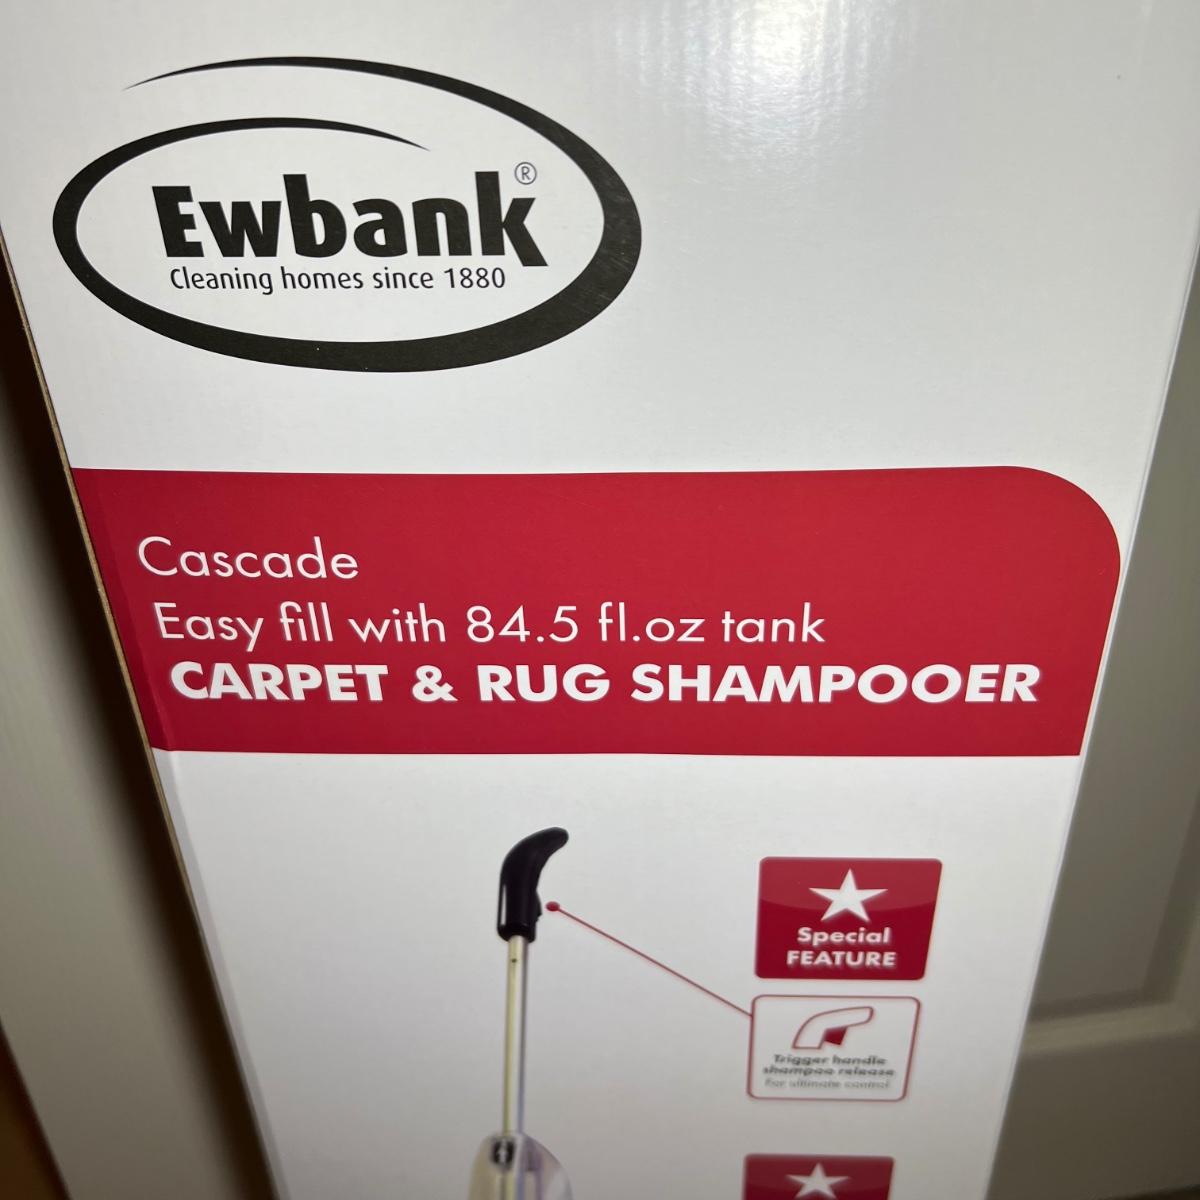 Ewbank®
Cleaning homes since 1880
Cascade
Easy fill with 84.5 fl.oz tank
CARPET & RUG SHAMPOOER
Special
FEATURE
Trigger handle
shampoo release
For ultimate control